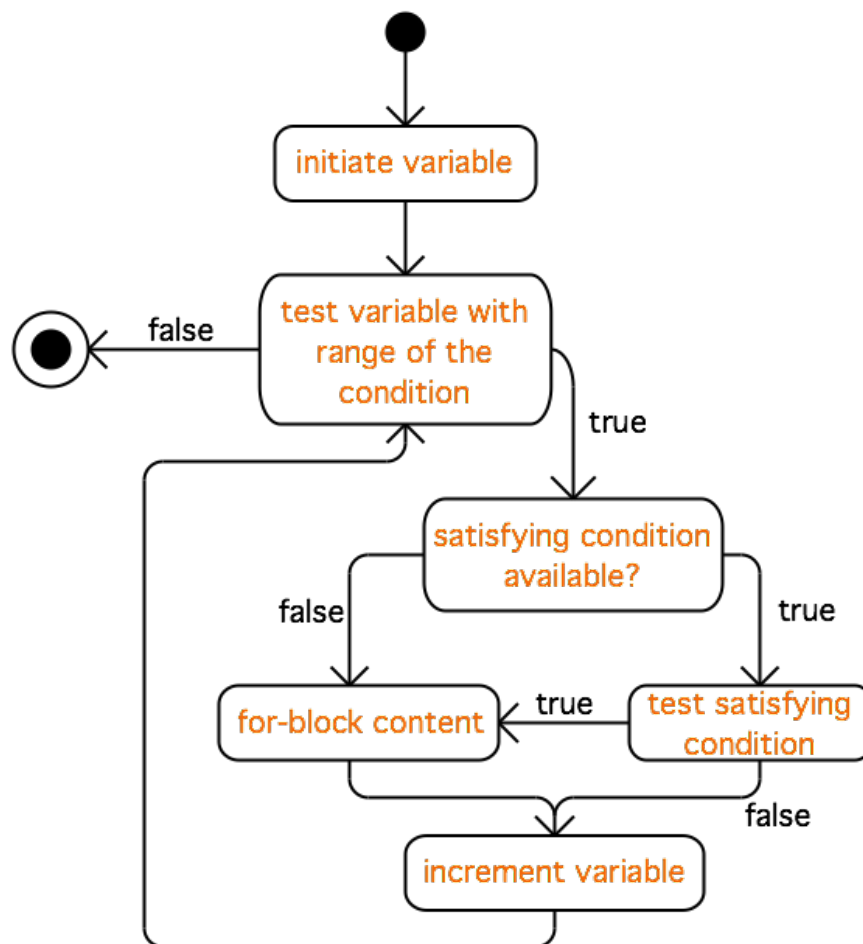 initiate variable
false
test variable with
range of the
condition
true
satisfying condition
available?
false
true
for-block content
true
test satisfying
condition
false
increment variable